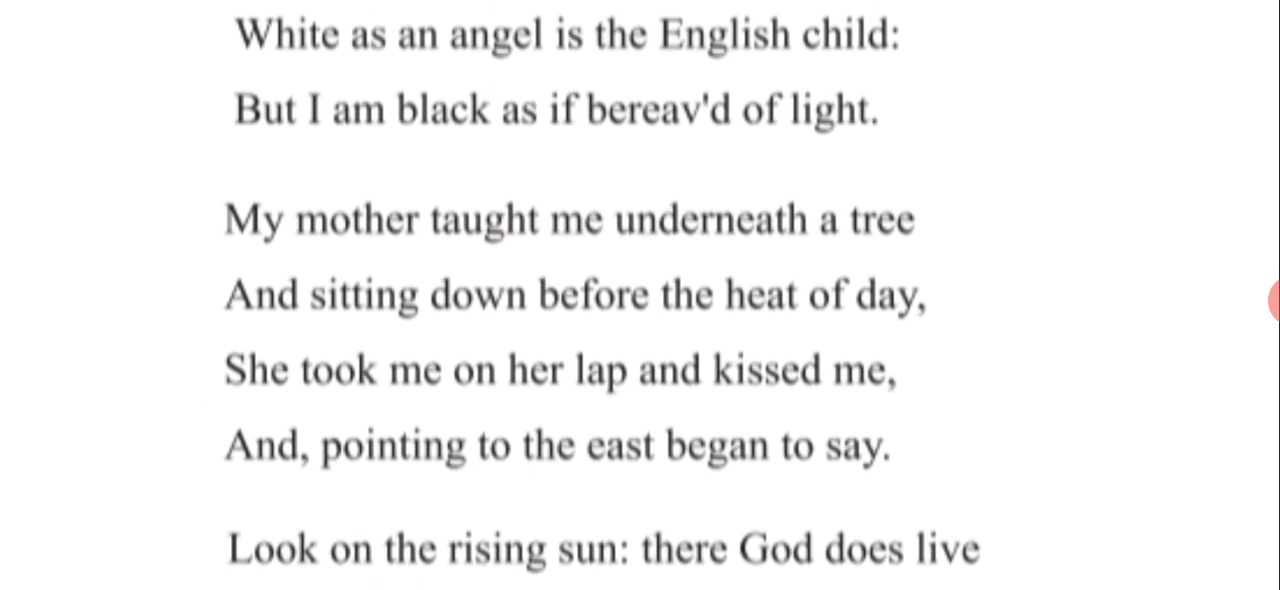 White as an angel is the English child:
But I am black as if bereav'd of light.
My mother taught me underneath a tree
And sitting down before the heat of day,
She took me on her lap and kissed me,
And, pointing to the east began to say.
Look on the rising sun: there God does live